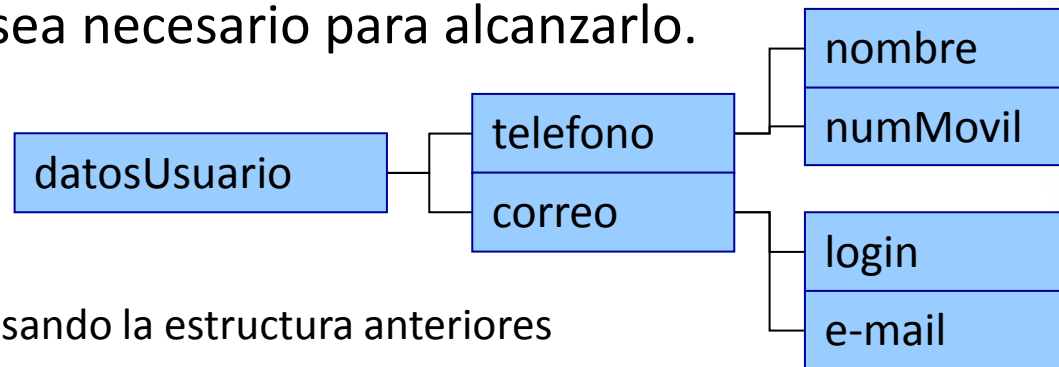 sea necesario para alcanzarlo.
nombre
numMovil
telefono
correo
datosUsuario
login
e-mail
sando la estructura anteriores